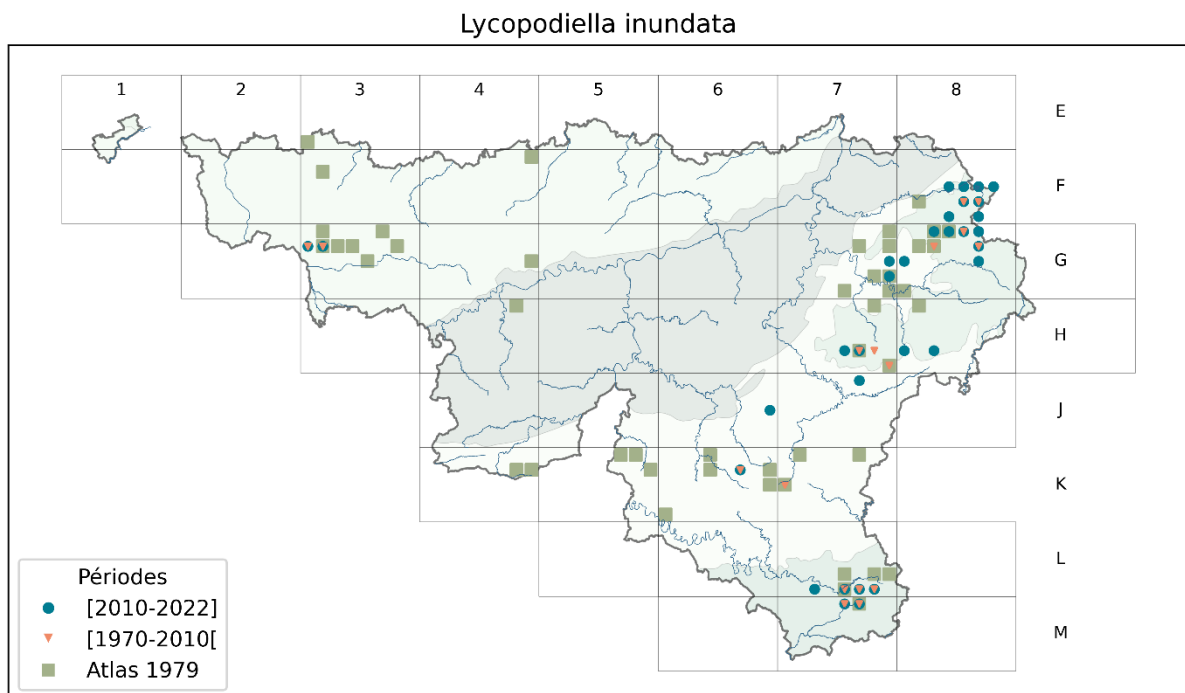 Lycopodiella inundata
1 2 3 4 5 6 7 8
E
F
G
H
J
K
L
M
Périodes
[2010-2022]
[1970-2010[
Atlas 1979